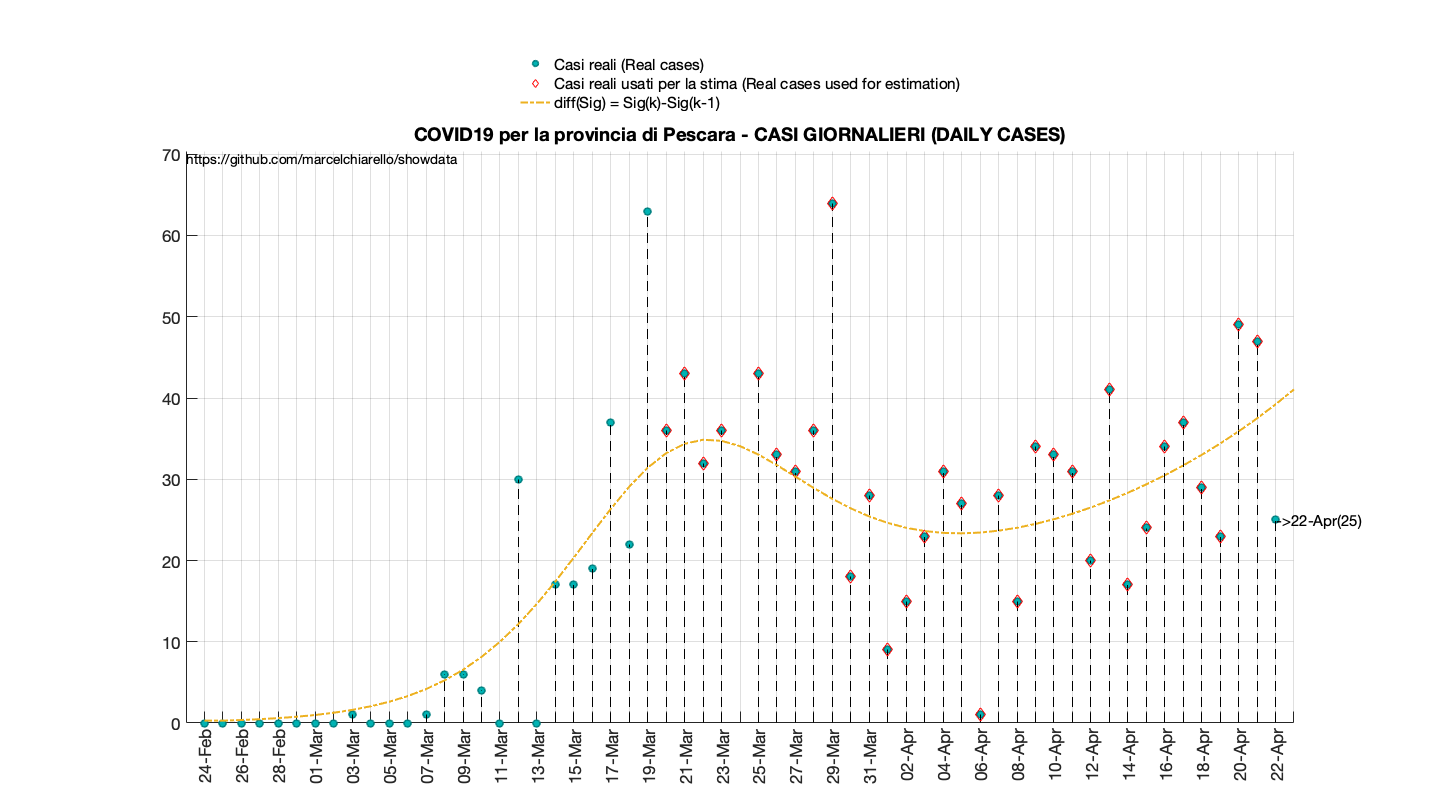 Casi reali (Real cases)
Casi reali usati per la stima (Real cases used for estimation)
diff(Sig) = Sig(k)-Sig(k-1)
COVID19 per la provincia di Pescara - CASI GIORNALIERI (DAILY CASES)
https://github.com/marcelchiarello/showdata
70
60
50
40
30
20
10
0
->22-Apr(25)
24-Feb
26-Feb
28-Feb
01-Mar
03-Mar
05-Mar
07-Mar
09-Mar
11-Mar
13-Mar
15-Mar
17-Mar
19-Mar
21-Mar
23-Mar
25-Mar
27-Mar
29-Mar
31-Mar
02-Apr
04-Apr
06-Apr
08-Apr
10-Apr
12-Apr
14-Apr
16-Apr
18-Apr
20-Apr
22-Apr